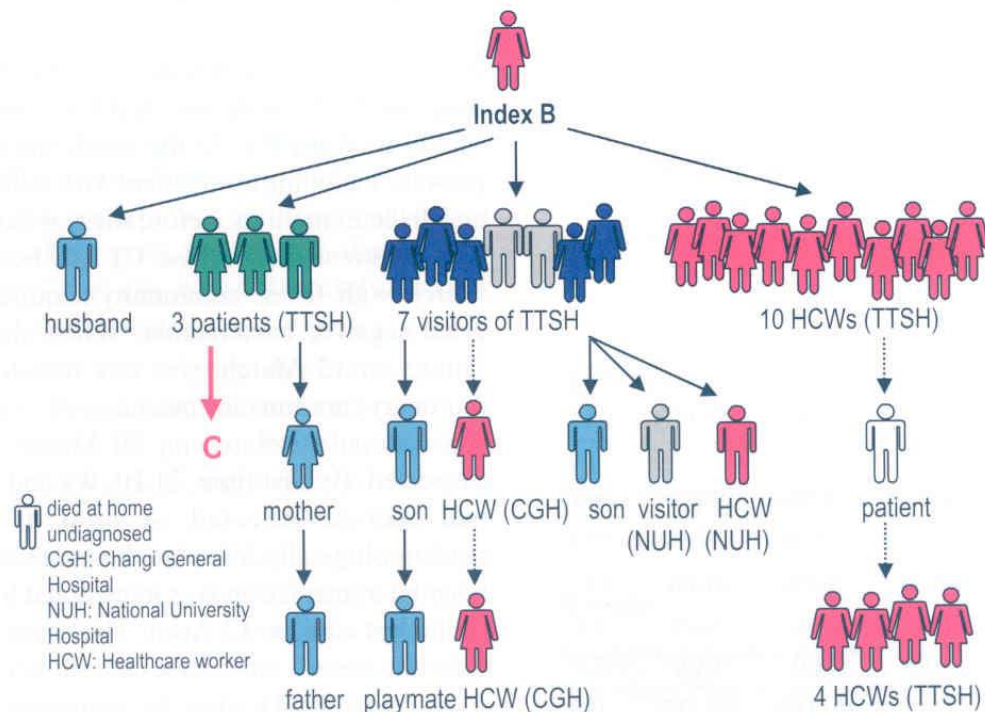 Index B
husband
3 patients (TTSH)
7 visitors of TTSH
10 HCWs (TTSH)
C
mother
son
HCW (CGH)
son
visitor
(NUH)
HCW
(NUH)
patient
died at home
undiagnosed
CGH: Changi General
Hospital
NUH: National University
Hospital
HCW: Healthcare worker
father
playmate
HCW (CGH)
4 HCWs (TTSH)